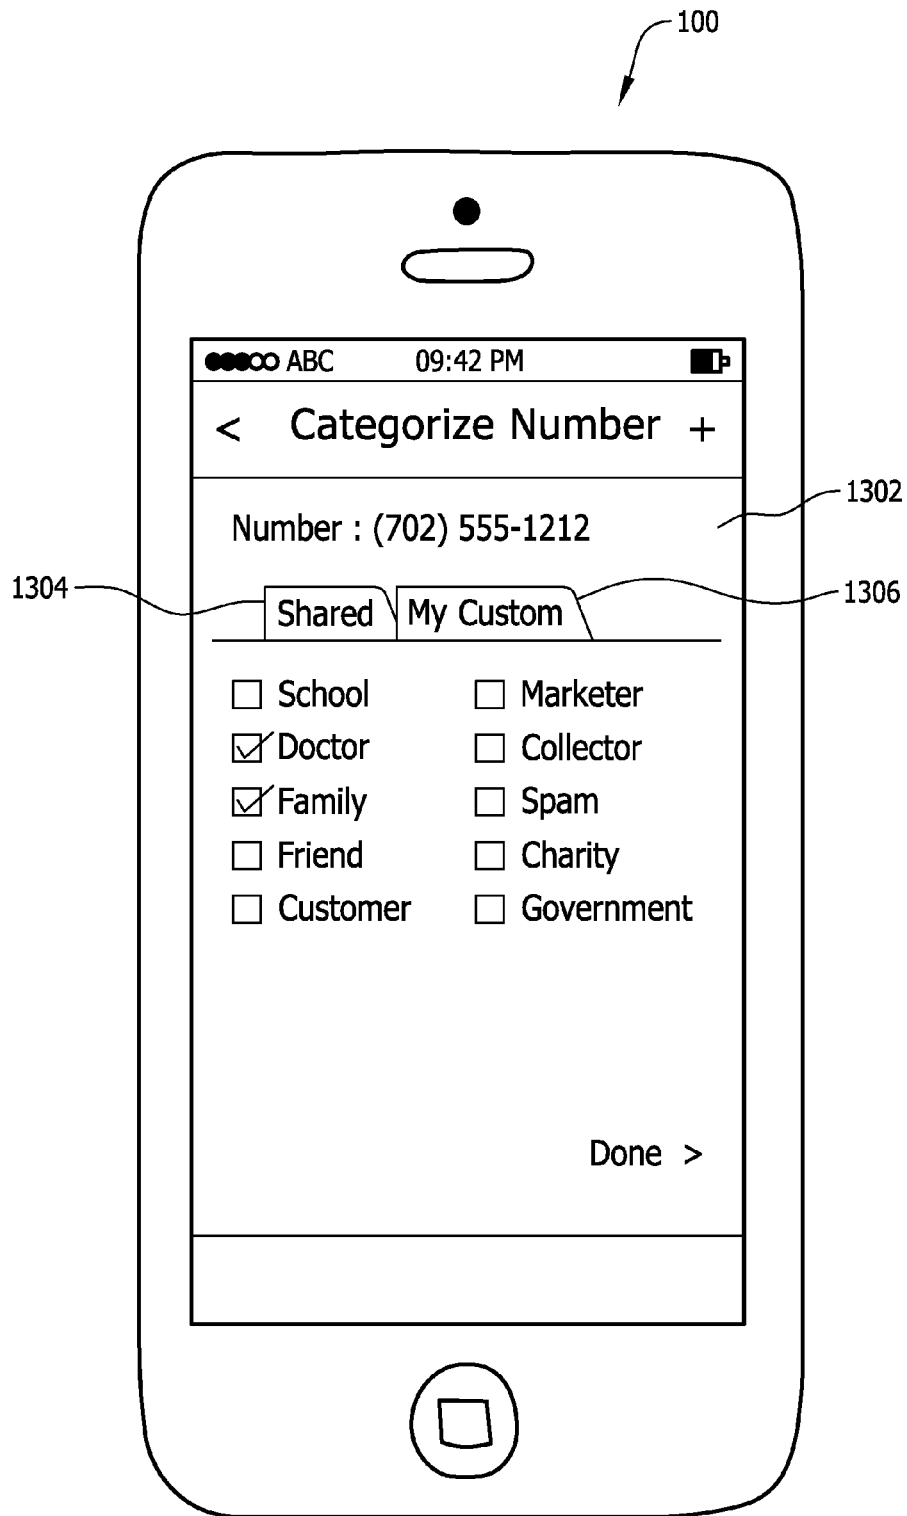 100
ABC 09:42 PM
< Categorize Number +
1302
Number : (702) 555-1212
1304
Shared My Custom
1306
School Marketer
Doctor Collector
Family Spam
Friend Charity
Customer Government
Done >